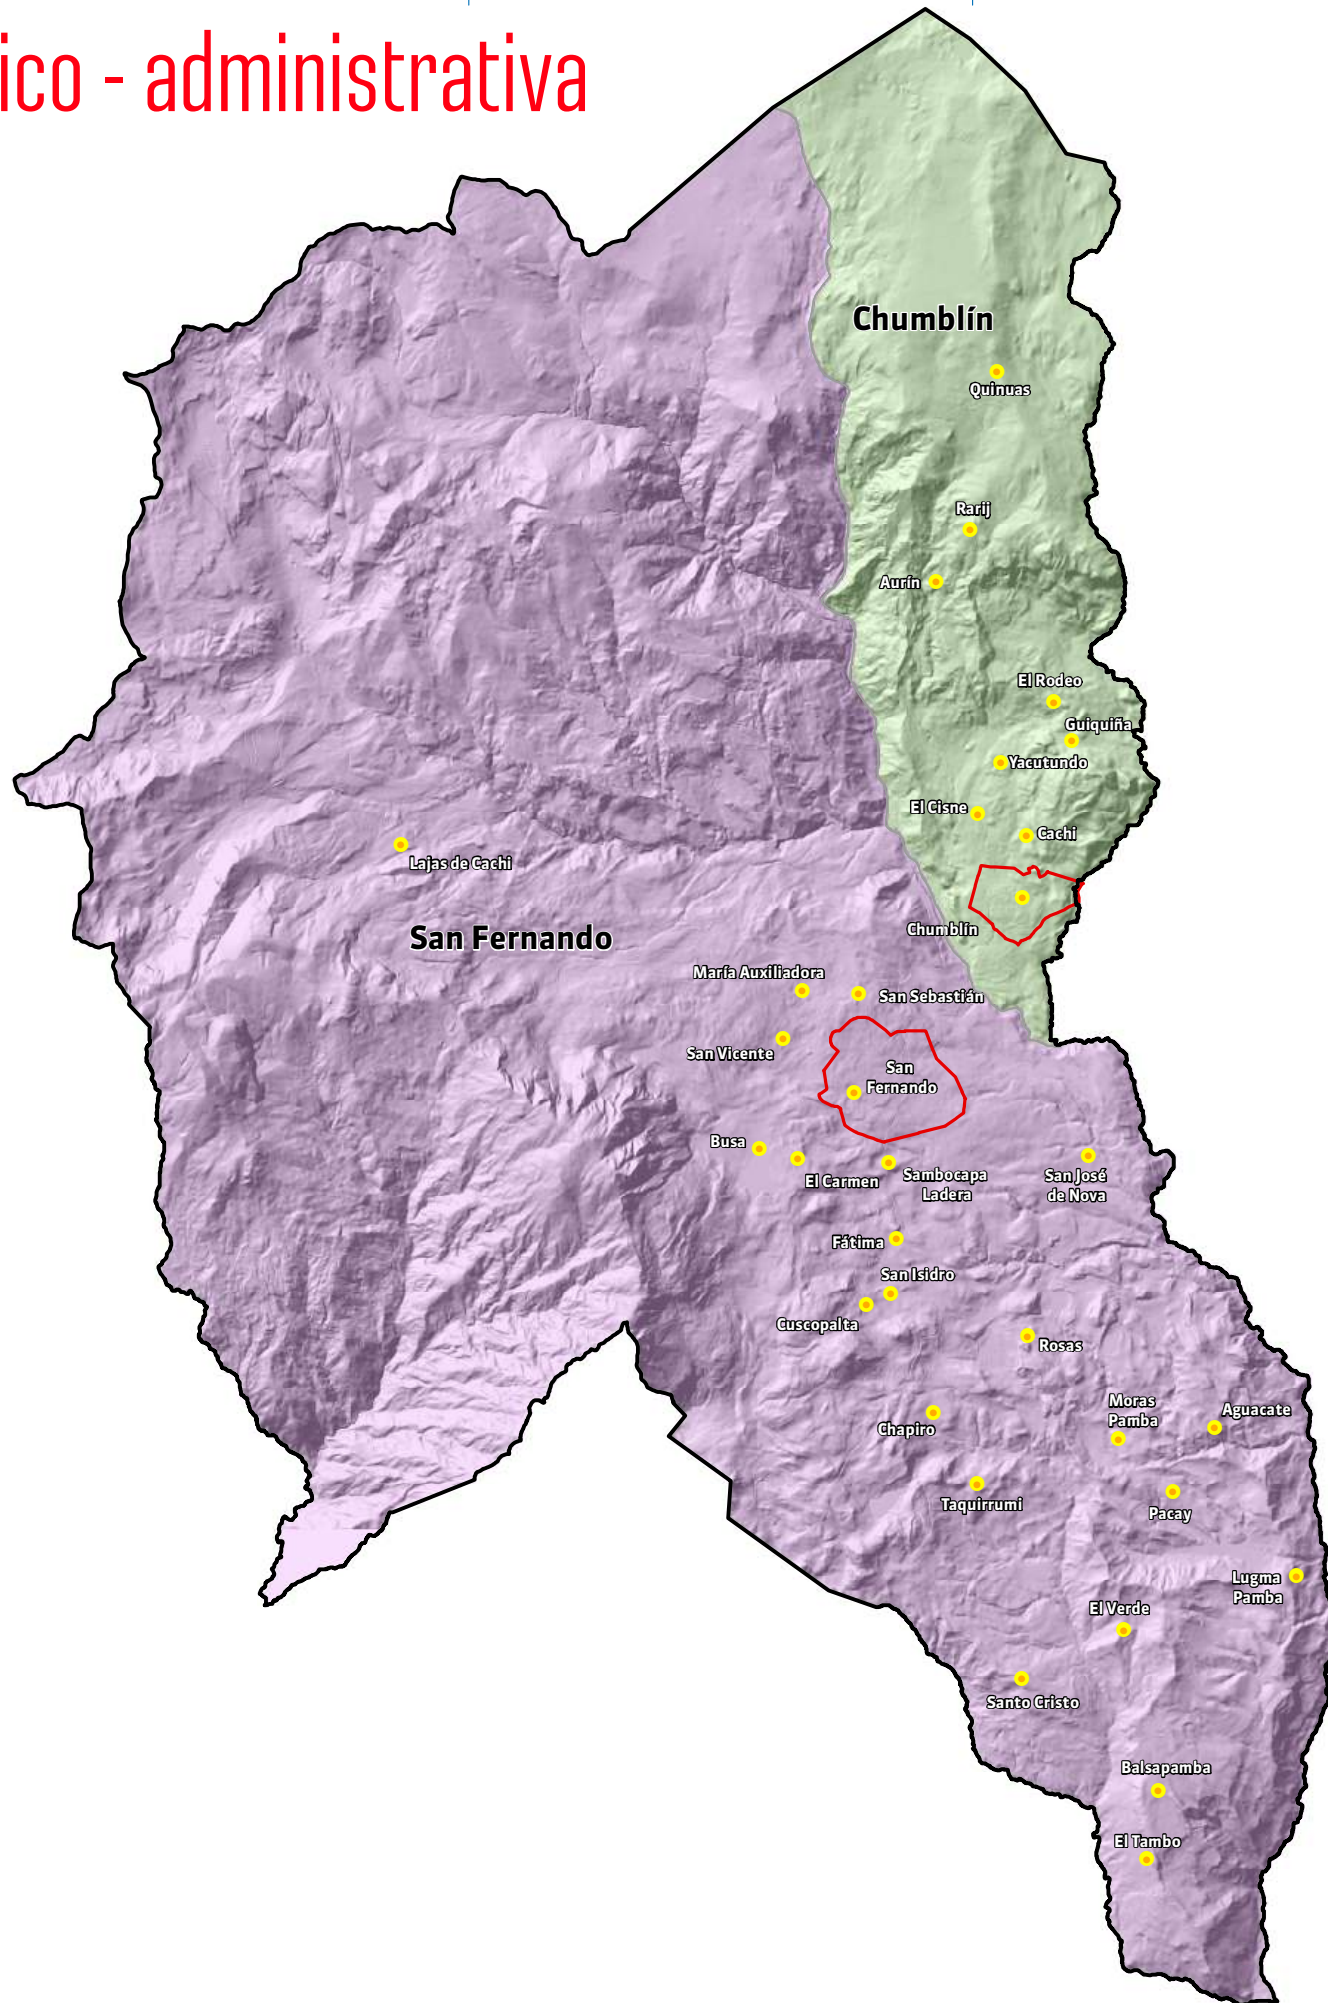 ico - administrativa
Chumblín
Quinuas
Rarij
Aurín
El Rodeo
Guiquiña
Yacutundo
El Cisne
Cachi
Lajas de Cachi
Chumblín
San Fernando
María Auxiliadora
San Sebastián
San Vicente
San
Fernando
Busa
El Carmen
Sambocapa
Ladera
San José
de Nova
Fátima
San Isidro
Cuscopalta
Rosas
Moras
Pamba
Aguacate
Chapiro
Taquirrumi
Pacay
Lugma
Pamba
El Verde
Santo Cristo
Balsapamba
El Tambo